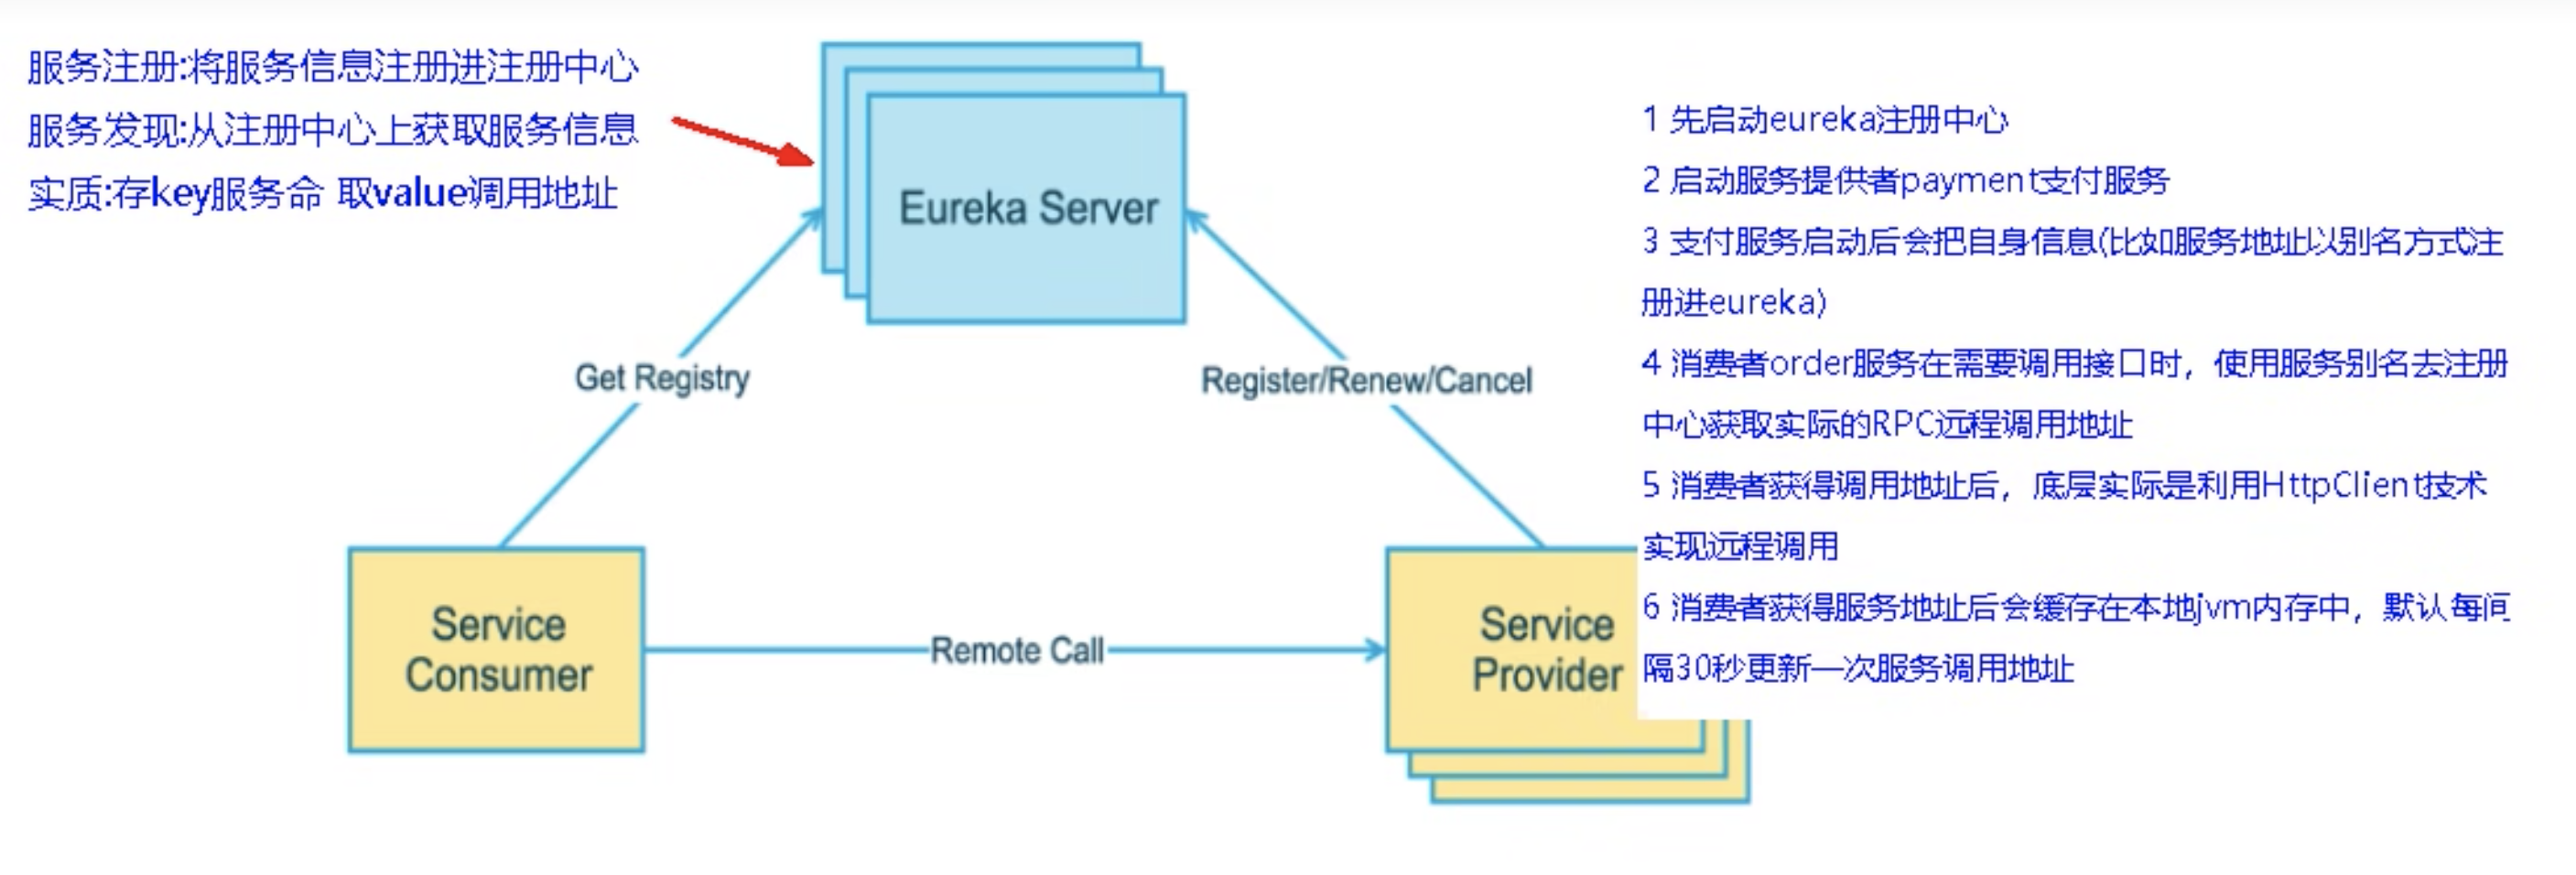 服务注册:将服务信息注册进注册中心
服务发现:从注册中心上获取服务信息
实质:存key服务命 取value调用地址
Eureka Server
Get Registry
Register/Renew/Cancel
Service
Consumer
Remote Call
Service
Provider
1 先启动eureka注册中心
2 启动服务提供者payment支付服务
3 支付服务启动后会把自身信息(比如服务地址以别名方式注
册进eureka)
4 消费者order服务在需要调用接口时，使用服务别名去注册
中心获取实际的RPC远程调用地址
5 消费者获得调用地址后，底层实际是利用HttpClient技术
实现远程调用
6 消费者获得服务地址后会缓存在本地jvm内存中，默认每间
隔30秒更新一次服务调用地址